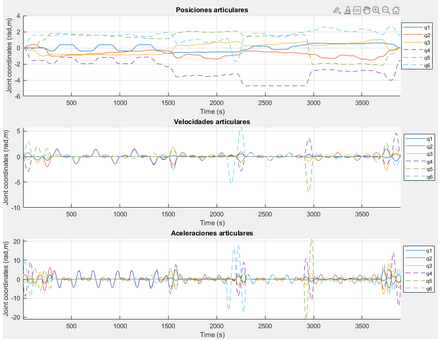 Posiciones articulares
Joint coordinates (rad,m)
4
2
0
-2
-4
-6
500
1000
1500
2000
2500
3000
3500
Time (s)
q1
q2
q3
q4
q5
q6
Velocidades articulares
Joint coordinates (rad,m)
5
0
-5
-10
500
1000
1500
2000
2500
3000
3500
Time (s)
q1
q2
q3
q4
q5
q6
Aceleraciones articulares
Joint coordinates (rad,m)
20
10
0
-10
-20
500
1000
1500
2000
2500
3000
3500
Time (s)
q1
q2
q3
q4
q5
q6